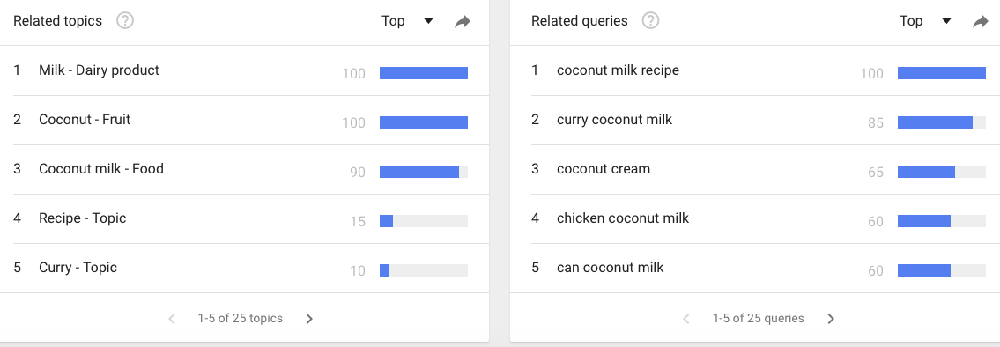 Related topics ? Top
1 Milk - Dairy product 100
2 Coconut - Fruit 100
3 Coconut milk - Food 90
4 Recipe - Topic 15
5 Curry - Topic 10
1-5 of 25 topics
Related queries ? Top
1 coconut milk recipe 100
2 curry coconut milk 85
3 coconut cream 65
4 chicken coconut milk 60
5 can coconut milk 60
1-5 of 25 queries